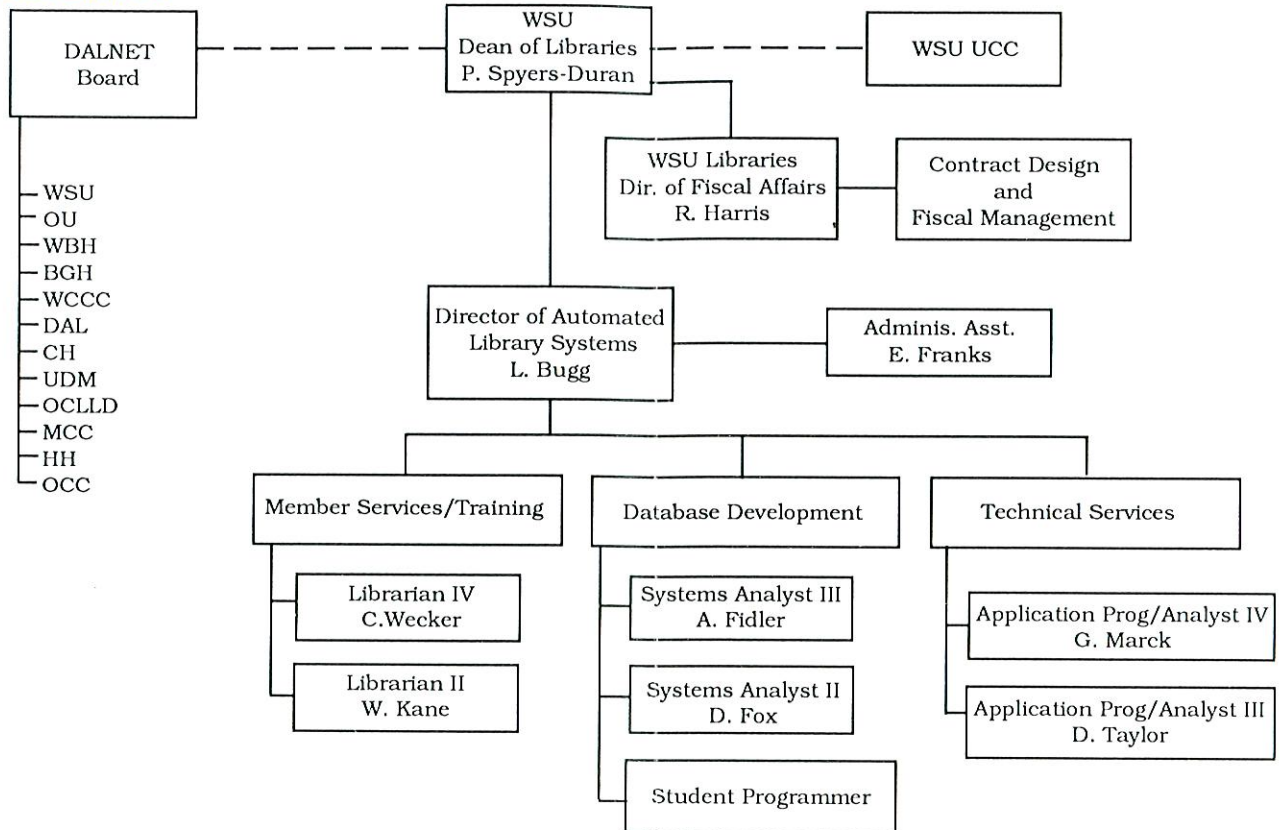 DALNET
Board
WSU
Dean of Libraries
P. Spyers-Duran
WSU UCC
WSU Libraries
Dir. of Fiscal Affairs
R. Harris
Contract Design
and
Fiscal Management
WSU
OU
WBH
BGH
WCCC
DAL
CH
UDM
OCLLD
MCC
HH
OCC
Director of Automated
Library Systems
L. Bugg
Adminis. Asst.
E. Franks
Member Services/Training
Database Development
Technical Services
Librarian IV
C.Wecker
Librarian II
W. Kane
Systems Analyst III
A. Fidler
Systems Analyst II
D. Fox
Student Programmer
Application Prog/Analyst IV
G. Marck
Application Prog/Analyst III
D. Taylor